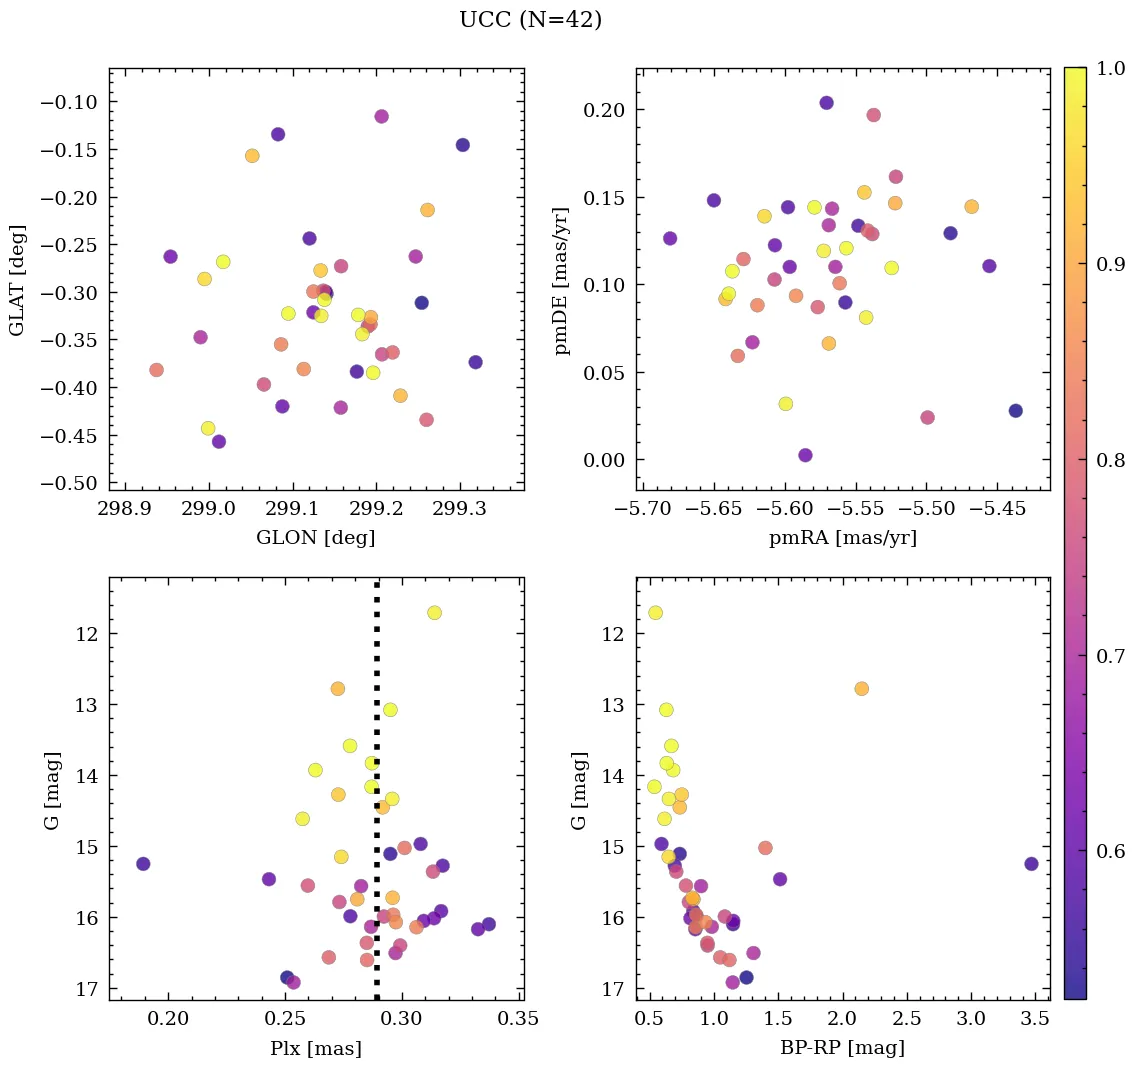 UCC (N=42)
−0.10
−0.15
−0.20
−0.25
−0.30
−0.35
−0.40
−0.45
−0.50
GLAT [deg]
298.9 299.0 299.1 299.2 299.3
GLON [deg]
0.20
0.15
0.10
0.05
0.00
pmDE [mas/yr]
−5.70 −5.65 −5.60 −5.55 −5.50 −5.45
pmRA [mas/yr]
12
13
14
15
16
17
G [mag]
0.20 0.25 0.30 0.35
Plx [mas]
12
13
14
15
16
17
G [mag]
0.5 1.0 1.5 2.0 2.5 3.0 3.5
BP-RP [mag]
1.0
0.9
0.8
0.7
0.6